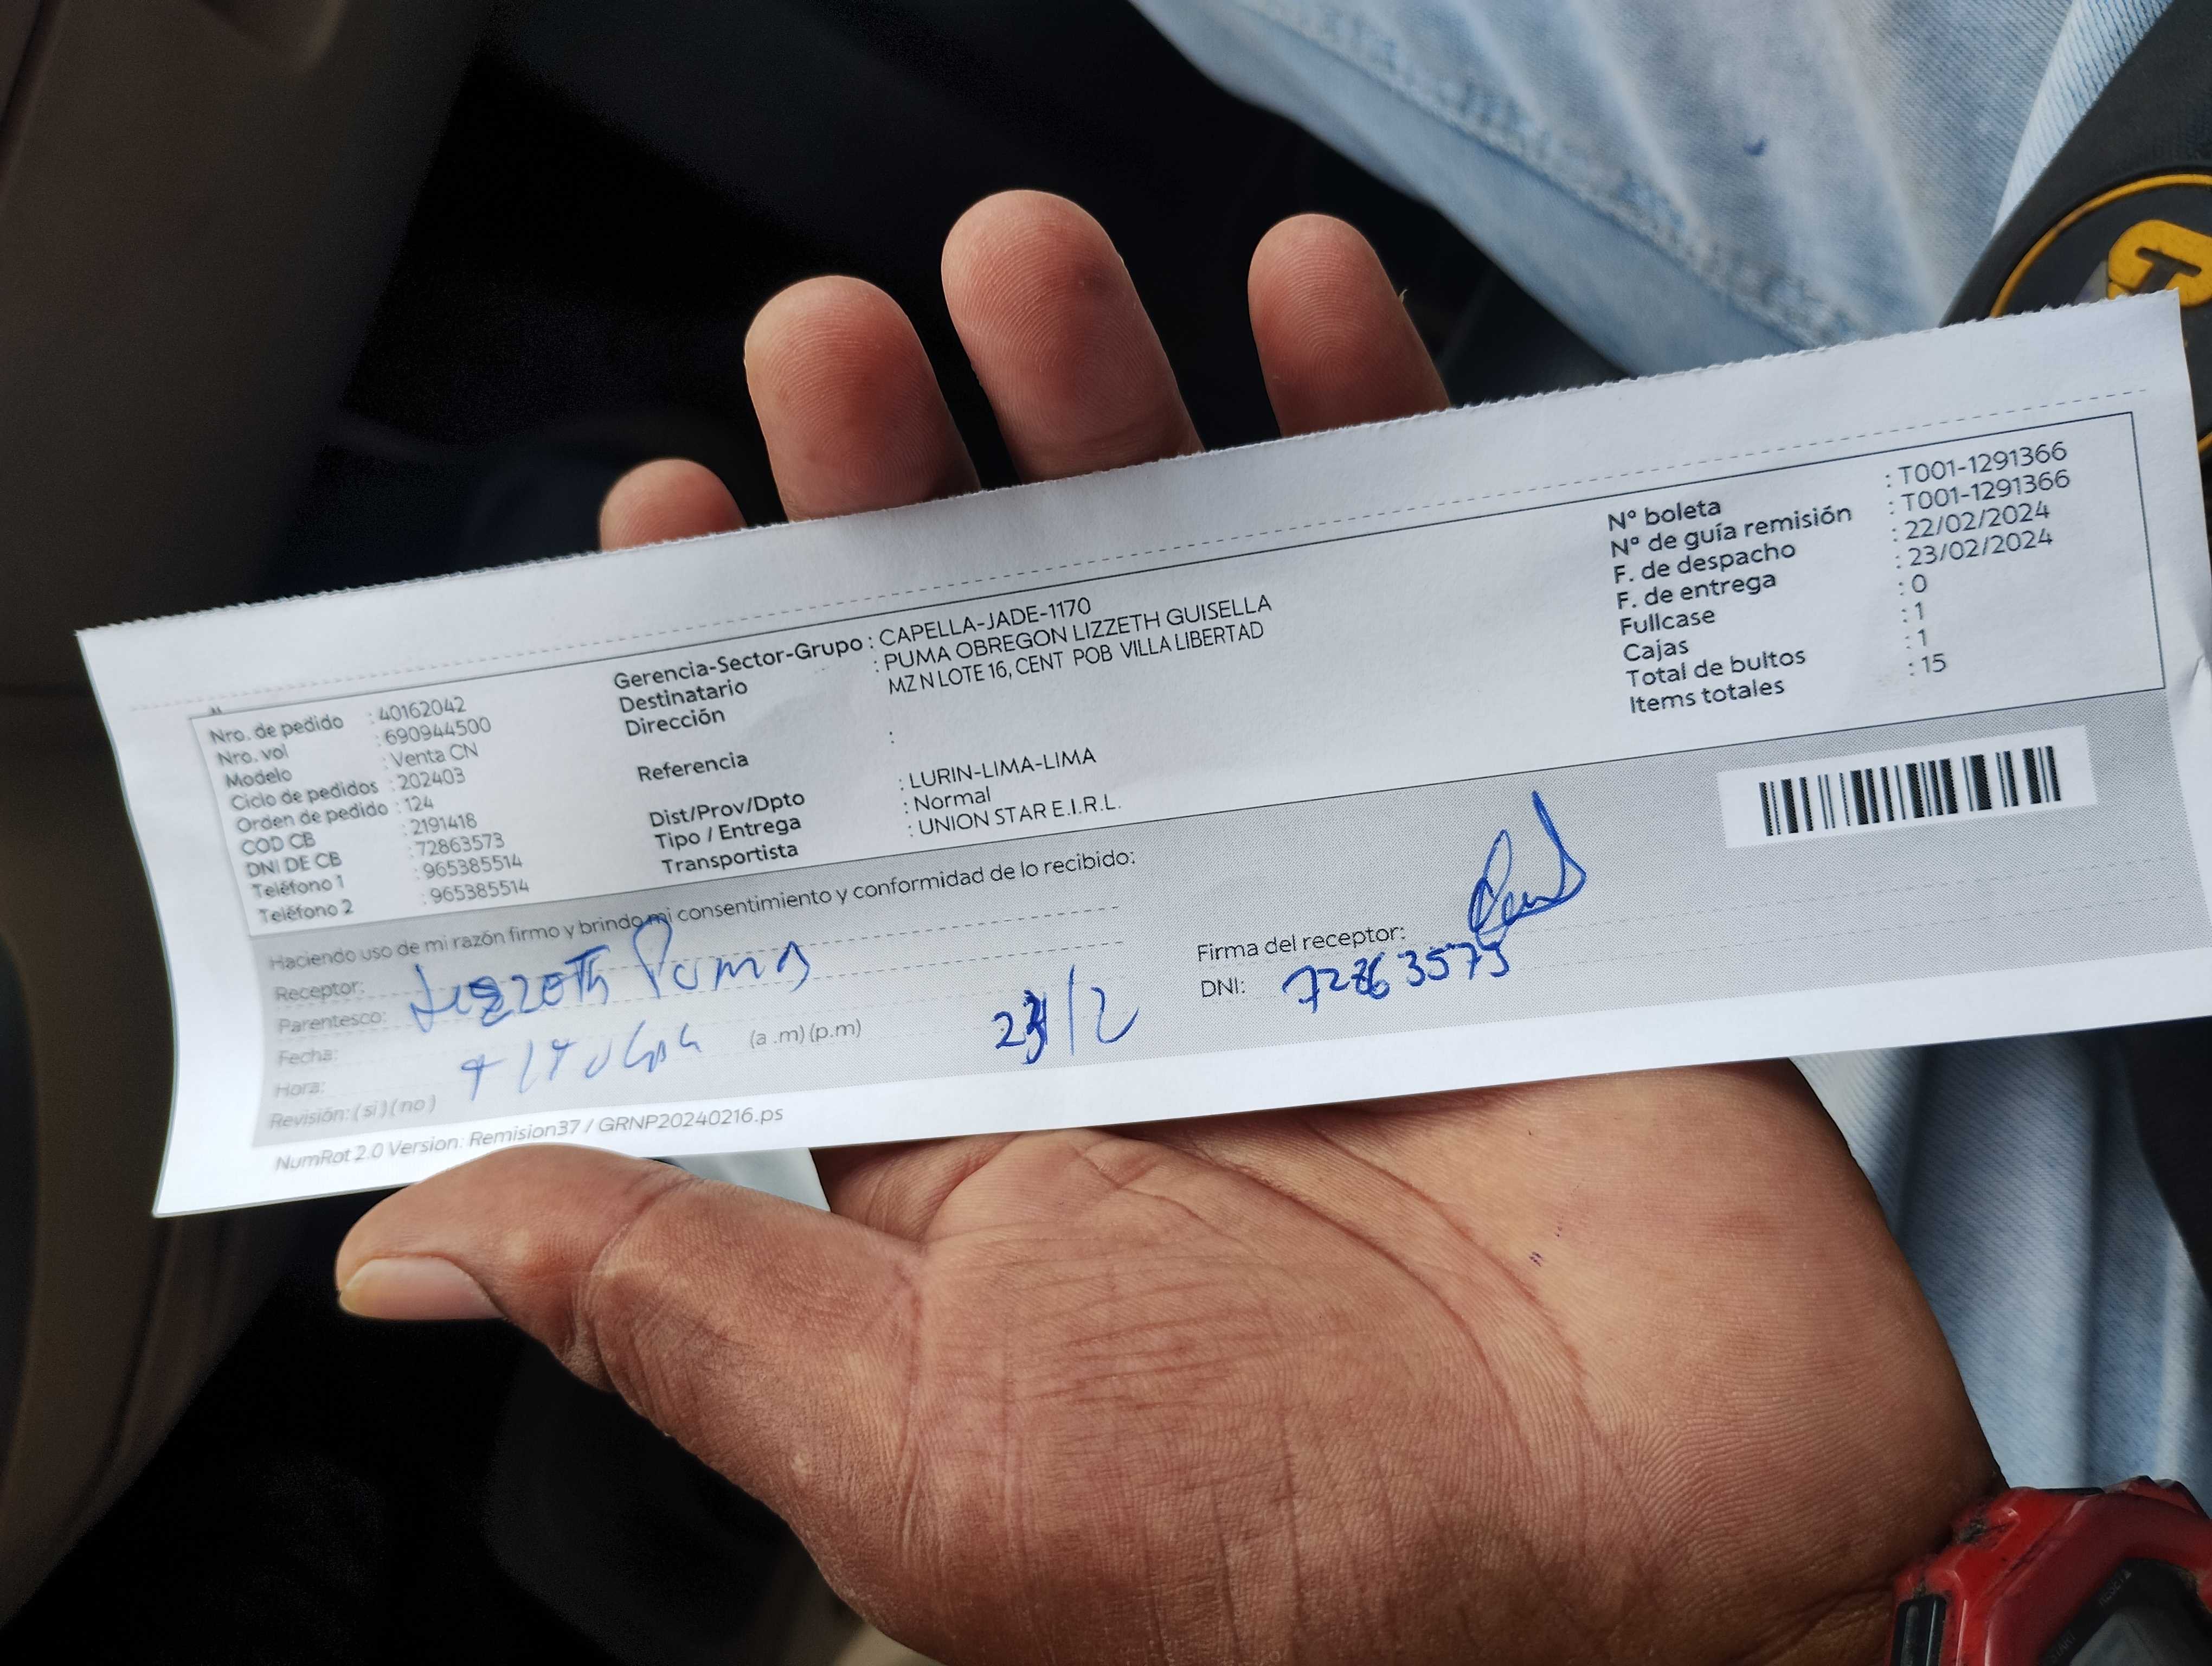 Nro. de pedido : 40162042
Nro. vol : 690944500
Modelo : Venta CN
Ciclo de pedidos : 202403
Orden de pedido : 124
COD CB : 2191418
DNI DE CB : 72863573
Teléfono 1 : 965385514
Teléfono 2 : 965385514
Gerencia-Sector-Grupo : CAPELLA-JADE-1170
Destinatario : PUMA OBREGON LIZZETH GUISELLA
Dirección MZ N LOTE 16, CENT POB VILLA LIBERTAD
Referencia :
Dist/Prov/Dpto : LURIN-LIMA-LIMA
Tipo / Entrega : Normal
Transportista : UNION STAR E.I.R.L.
N° boleta : T001-1291366
N° de guía remisión : T001-1291366
F. de despacho : 22/02/2024
F. de entrega : 23/02/2024
Fullcase : 0
Cajas : 1
Total de bultos : 1
Items totales : 15
Haciendo uso de mi razón firmo y brindo mi consentimiento y conformidad de lo recibido:
Receptor: Lizzeth Puma
Parentesco:
Fecha:
Hora: (a .m) (p.m)
Revisión: ( si ) ( no )
Firma del receptor:
DNI: 72863573
NumRot 2.0 Version: Remision37 / GRNP20240216.ps